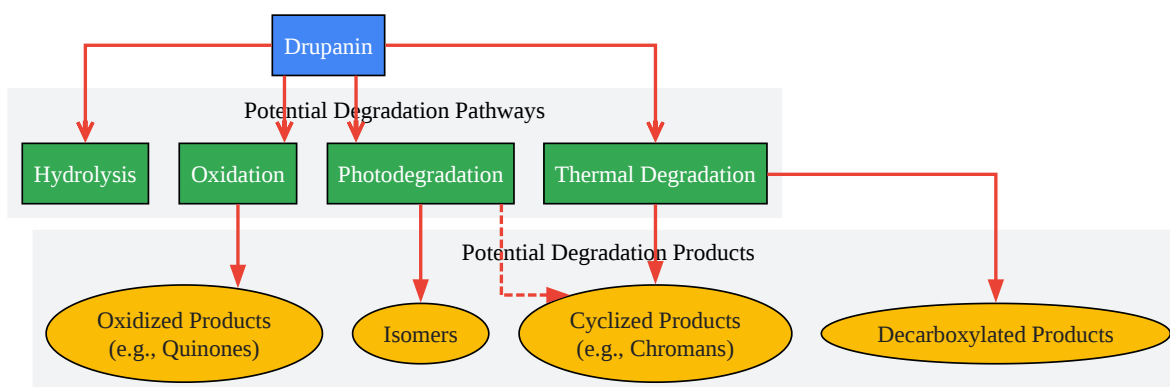 Drupanin
Potential Degradation Pathways
Hydrolysis
Oxidation
Photodegradation
Thermal Degradation
Potential Degradation Products
Oxidized Products
(e.g., Quinones)
Isomers
Cyclized Products
(e.g., Chromans)
Decarboxylated Products